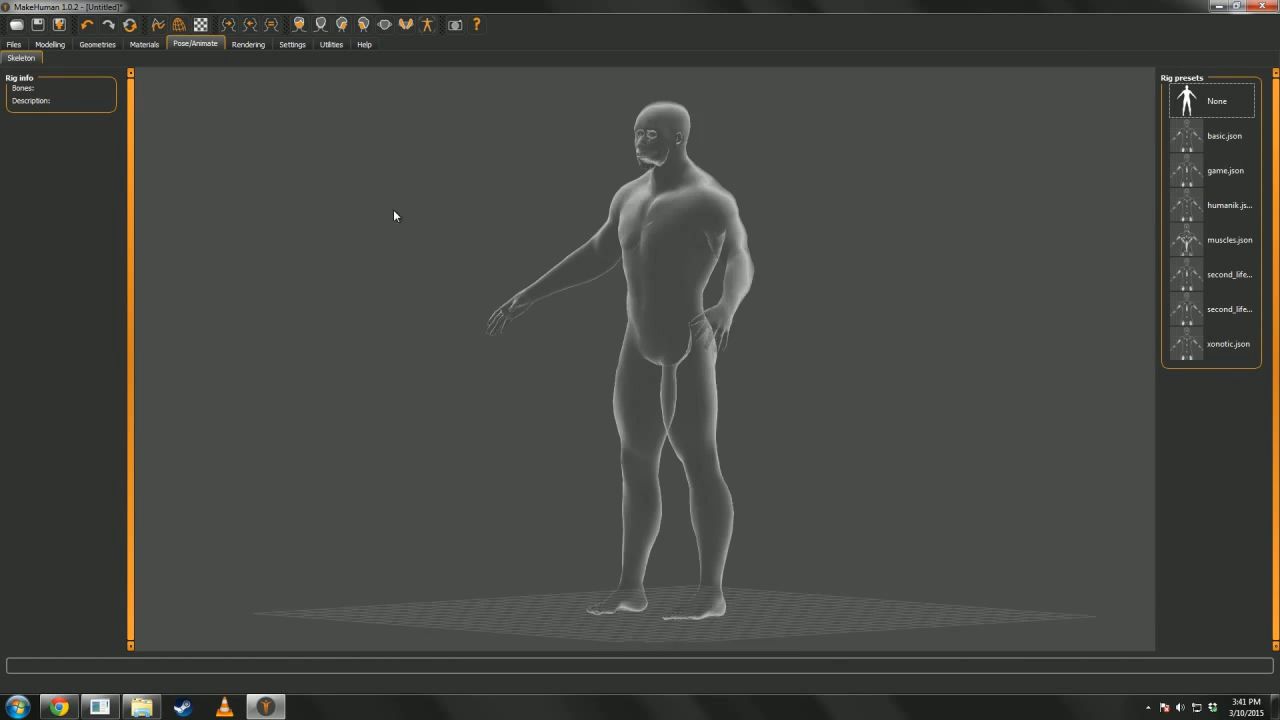 MakeHuman 1.0.2 - [Untitled]*
Files Modelling Geometries Materials Pose/Animate Rendering Settings Utilities Help
Skeleton
Rig info
Bones:
Description:
Rig presets
None
basic.json
game.json
humanik.js...
muscles.json
second_life...
second_life...
xonotic.json
3:41 PM
3/10/2015